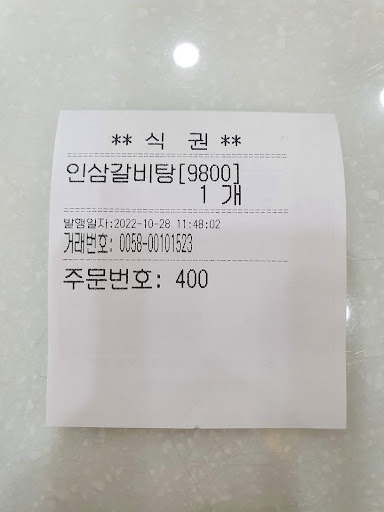 ** 식 권 **
인삼갈비탕[9800]
1 개
발행일자:2022-10-28 11:48:02
거래번호: 0058-00101523
주문번호: 400